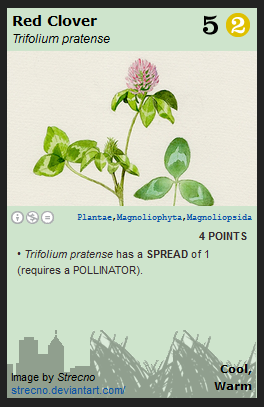 Red Clover
Trifolium pratense
5 2
Plantae,Magnoliophyta,Magnoliopsida
4 POINTS
• Trifolium pratense has a SPREAD of 1
(requires a POLLINATOR).
Image by Strecno
strecno.deviantart.com/
Cool,
Warm